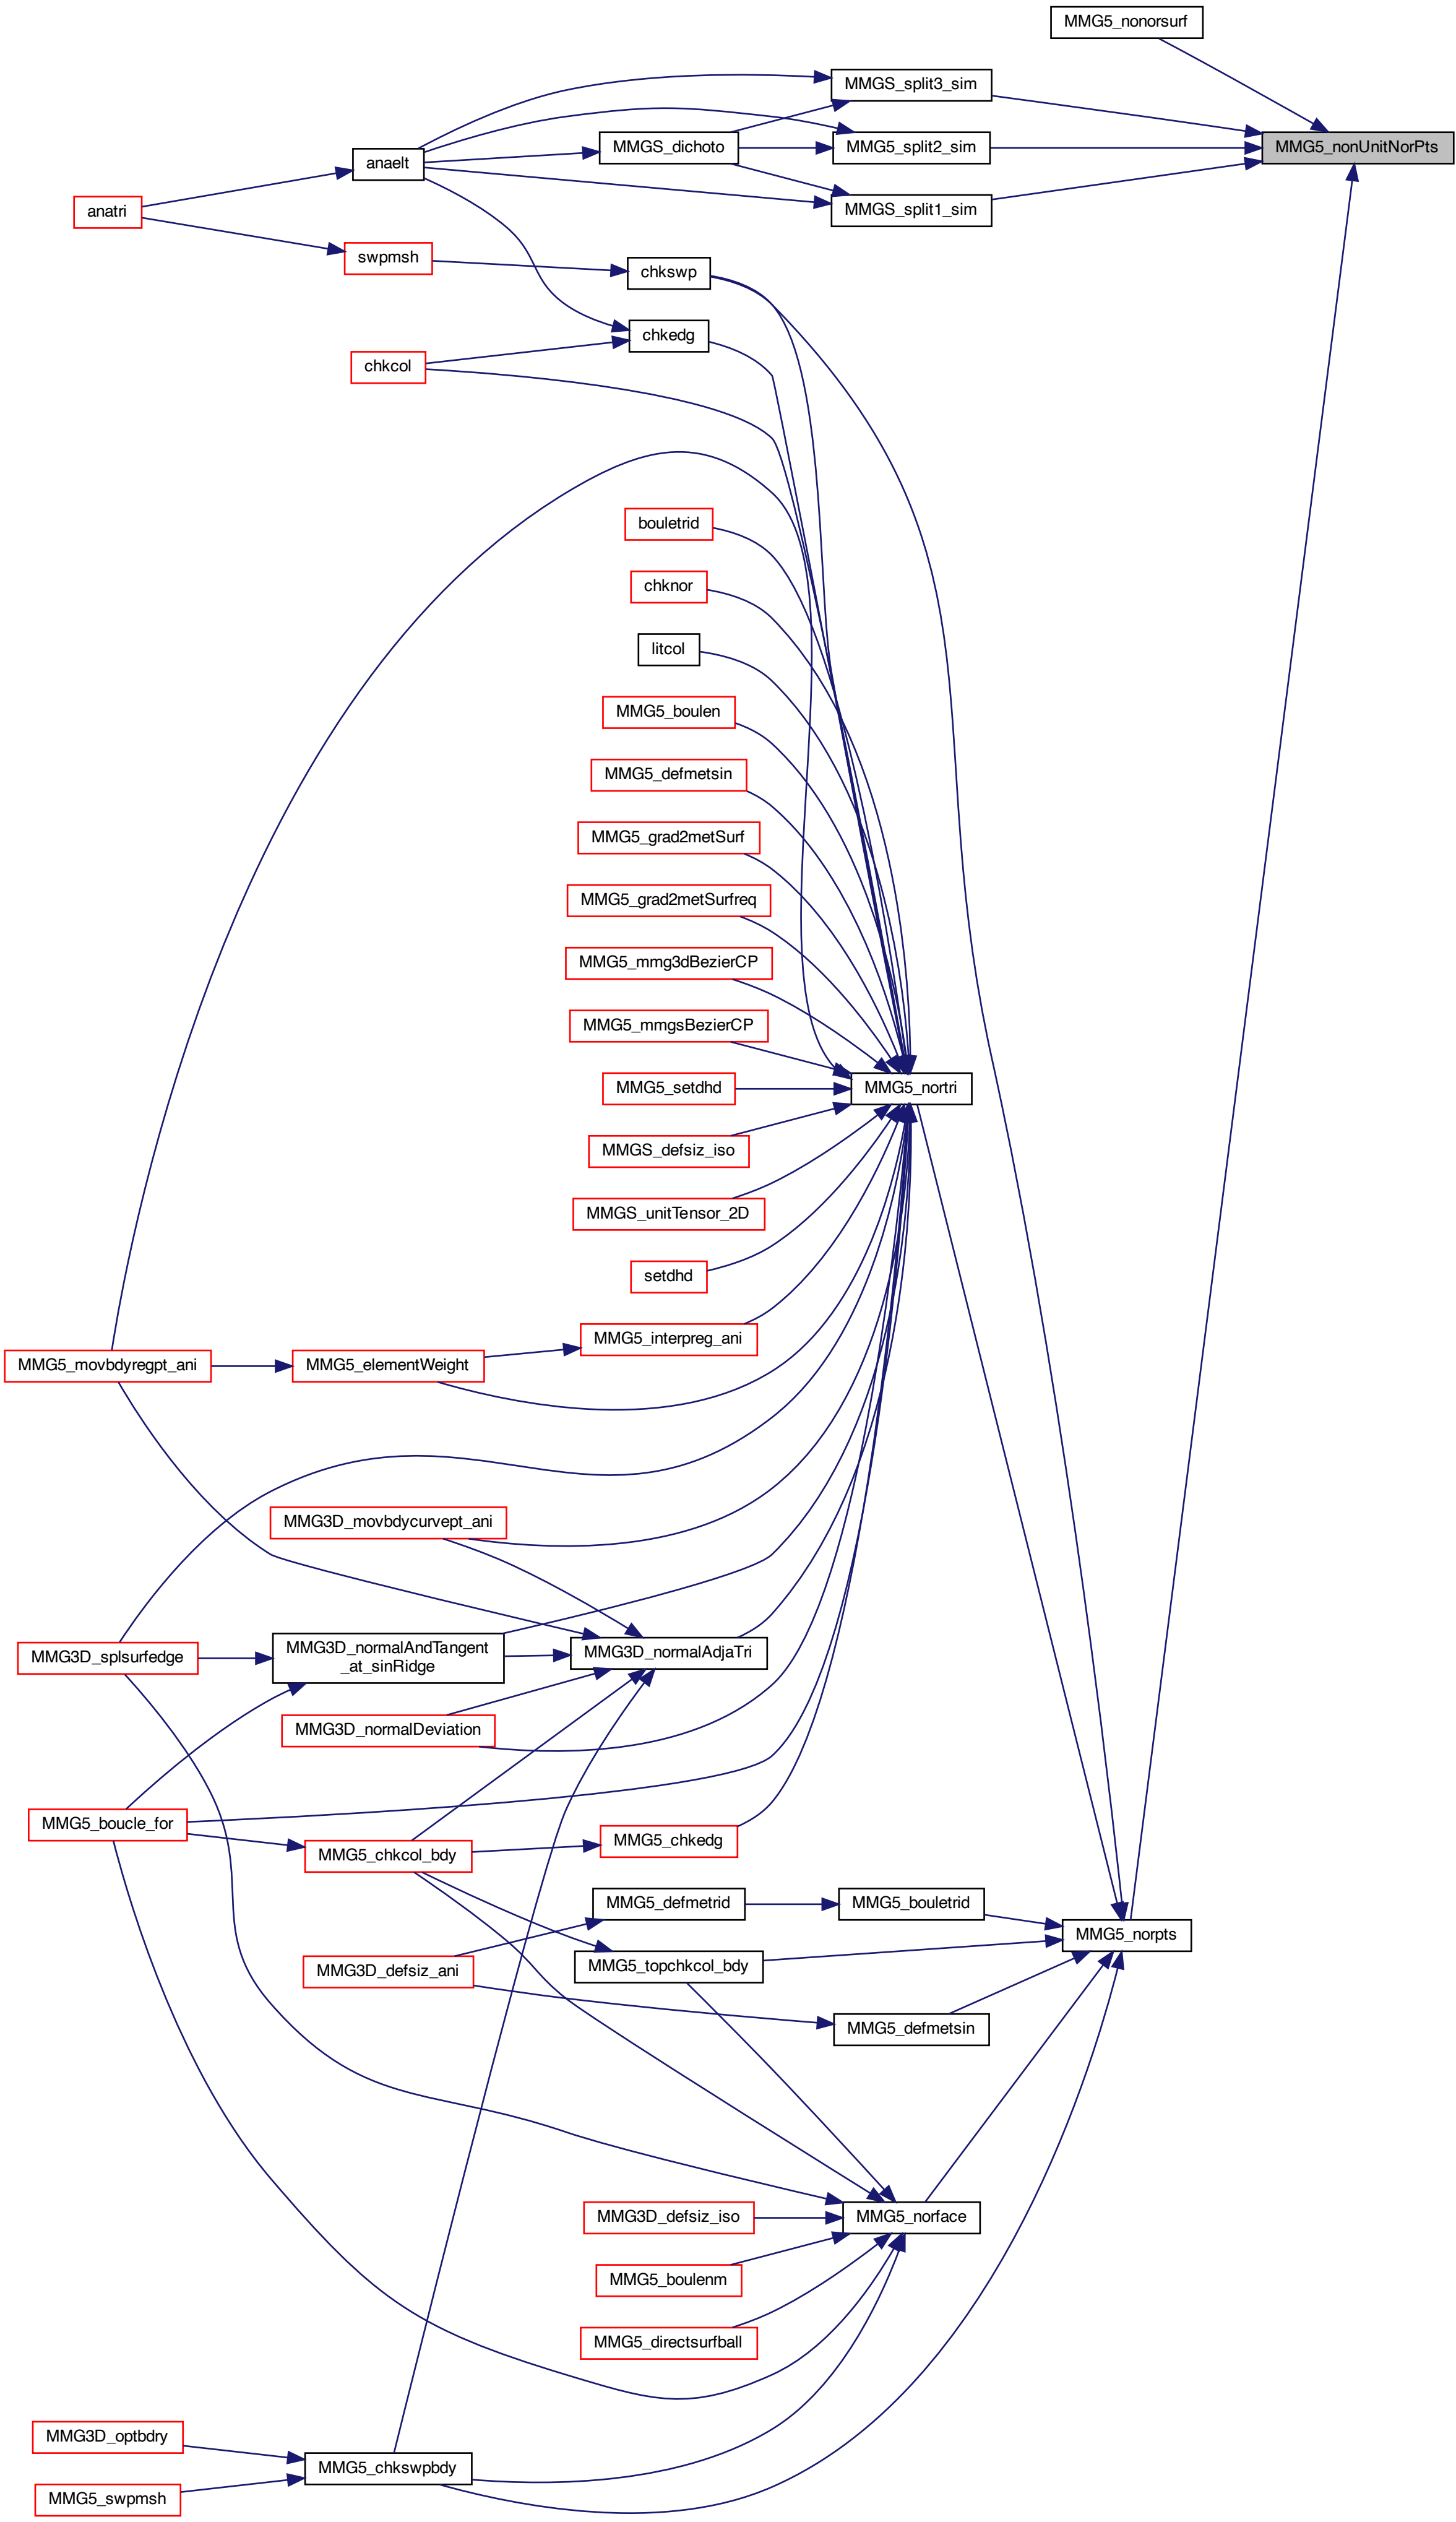 MMG5_nonorsurf
MMGS_split3_sim
MMG5_nonUnitNorPts
MMGS_dichoto
MMG5_split2_sim
anaelt
anatri
MMGS_split1_sim
swpmsh
chkswp
chkedg
chkcol
bouletrid
chknor
litcol
MMG5_boulen
MMG5_defmetsin
MMG5_grad2metSurf
MMG5_grad2metSurfreq
MMG5_mmg3dBezierCP
MMG5_mmgsBezierCP
MMG5_setdhd
MMG5_nortri
MMGS_defsiz_iso
MMGS_unitTensor_2D
setdhd
MMG5_interpreg_ani
MMG5_movbdyregpt_ani
MMG5_elementWeight
MMG3D_movbdycurvept_ani
MMG3D_splsurfedge
MMG3D_normalAndTangent
_at_sinRidge
MMG3D_normalAdjaTri
MMG3D_normalDeviation
MMG5_boucle_for
MMG5_chkcol_bdy
MMG5_chkedg
MMG5_defmetrid
MMG5_bouletrid
MMG5_norpts
MMG3D_defsiz_ani
MMG5_topchkcol_bdy
MMG5_defmetsin
MMG3D_defsiz_iso
MMG5_norface
MMG5_boulenm
MMG5_directsurfball
MMG3D_optbdry
MMG5_chkswpbdy
MMG5_swpmsh